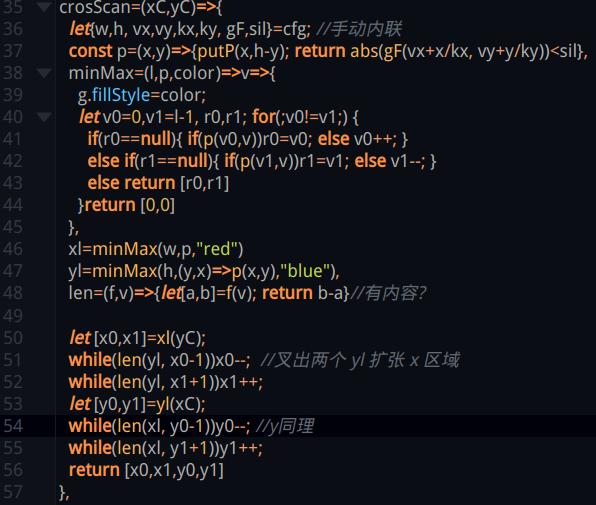 35 crosScan=(xC,yC)=>{
36 let{w,h, vx,vy,kx,ky, gF,sil}=cfg; //手动内联
37 const p=(x,y)=>{putP(x,h-y); return abs(gF(vx+x/kx, vy+y/ky))<sil},
38 minMax=(l,p,color)=>v=>{
39 g.fillStyle=color;
40 let v0=0,v1=l-1, r0,r1; for(;v0!=v1;) {
41 if(r0==null){ if(p(v0,v))r0=v0; else v0++; }
42 else if(r1==null){ if(p(v1,v))r1=v1; else v1--; }
43 else return [r0,r1]
44 }return [0,0]
45 },
46 xl=minMax(w,p,"red")
47 yl=minMax(h,(y,x)=>p(x,y),"blue"),
48 len=(f,v)=>{let[a,b]=f(v); return b-a}//有内容?
49
50 let [x0,x1]=xl(yC);
51 while(len(yl, x0-1))x0--; //叉出两个 yl 扩张 x 区域
52 while(len(yl, x1+1))x1++;
53 let [y0,y1]=yl(xC);
54 while(len(xl, y0-1))y0--; //y同理
55 while(len(xl, y1+1))y1++;
56 return [x0,x1,y0,y1]
57 },